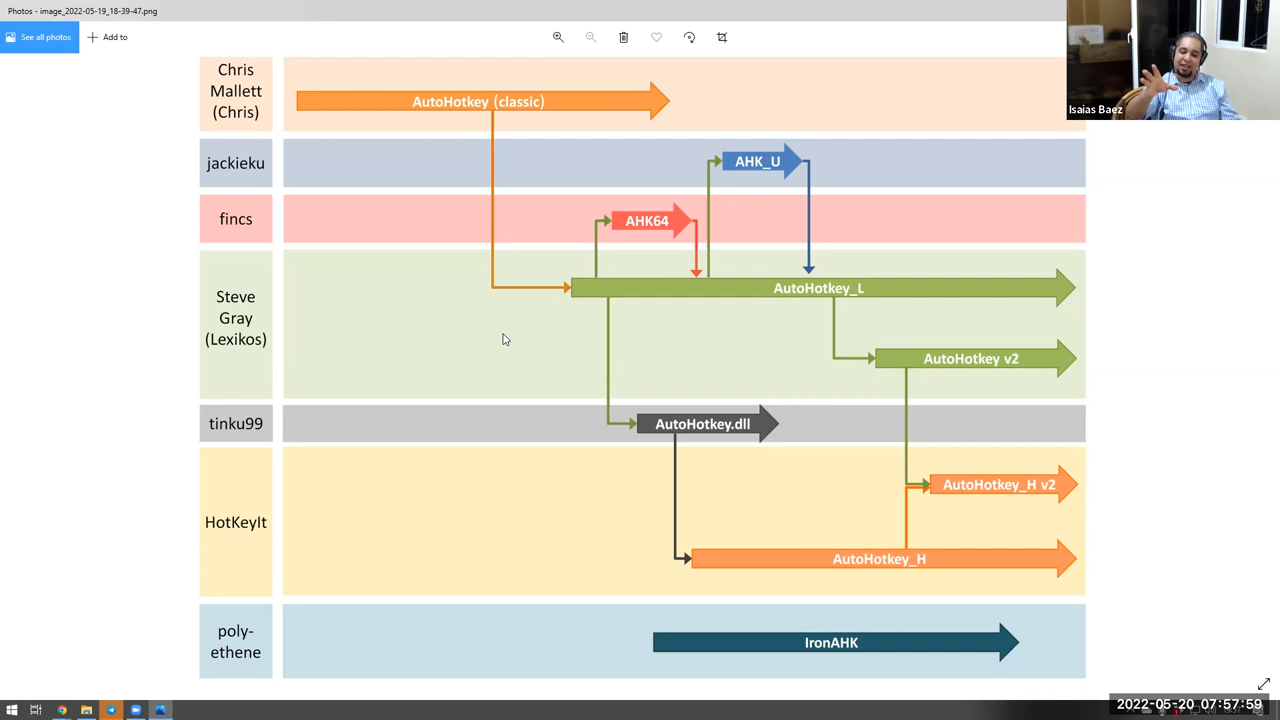 Photos - image_2022-05-19_18-39-47.png
See all photos
Add to
Isaias Baez
Chris
Mallett
(Chris)
AutoHotkey (classic)
jackieku
AHK_U
fincs
AHK64
Steve
Gray
(Lexikos)
AutoHotkey_L
AutoHotkey v2
tinku99
AutoHotkey.dll
HotKeyIt
AutoHotkey_H v2
AutoHotkey_H
poly-
ethene
IronAHK
2022-05-20 07:57:59